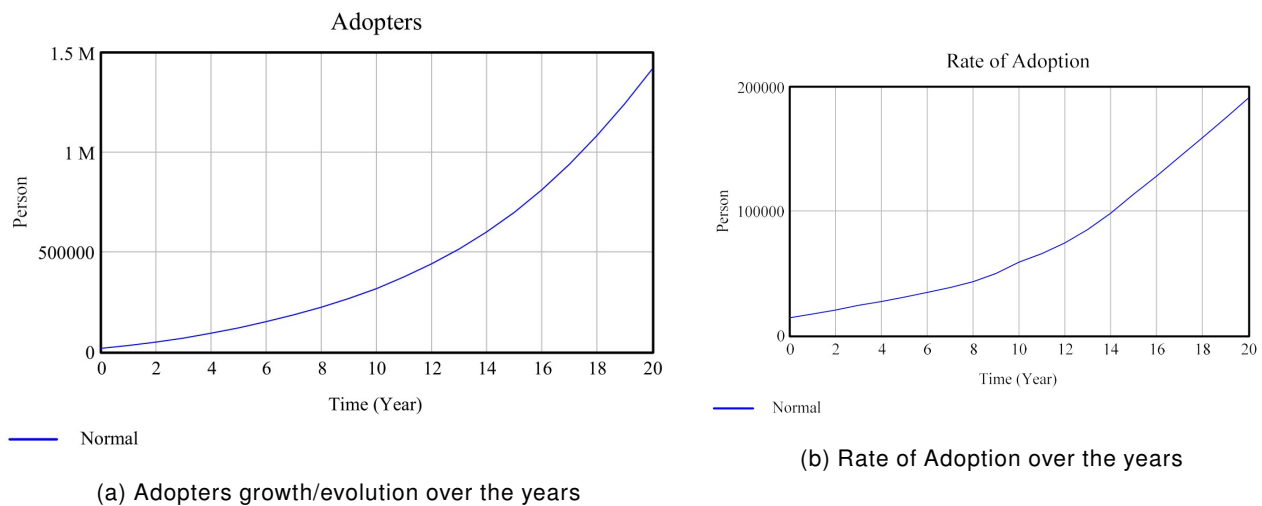 Adopters
1.5 M
1 M
500000
0
Person
0 2 4 6 8 10 12 14 16 18 20
Time (Year)
Normal
(a) Adopters growth/evolution over the years
Rate of Adoption
200000
100000
0
Person
0 2 4 6 8 10 12 14 16 18 20
Time (Year)
Normal
(b) Rate of Adoption over the years